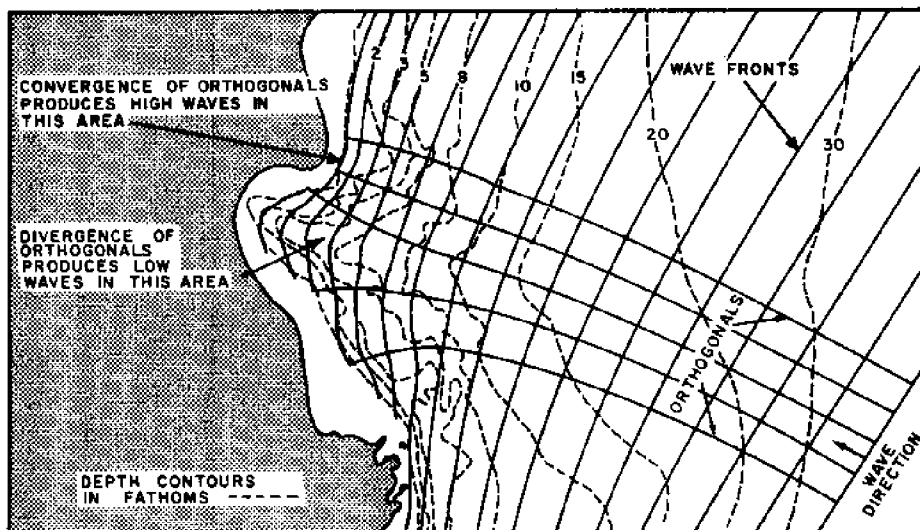 2
3
5
8
10
15
WAVE FRONTS
CONVERGENCE OF ORTHOGONALS
PRODUCES HIGH WAVES IN
THIS AREA
20
30
DIVERGENCE OF
ORTHOGONALS
PRODUCES LOW
WAVES IN THIS AREA
ORTHOGONALS
WAVE
DIRECTION
DEPTH CONTOURS
IN FATHOMS